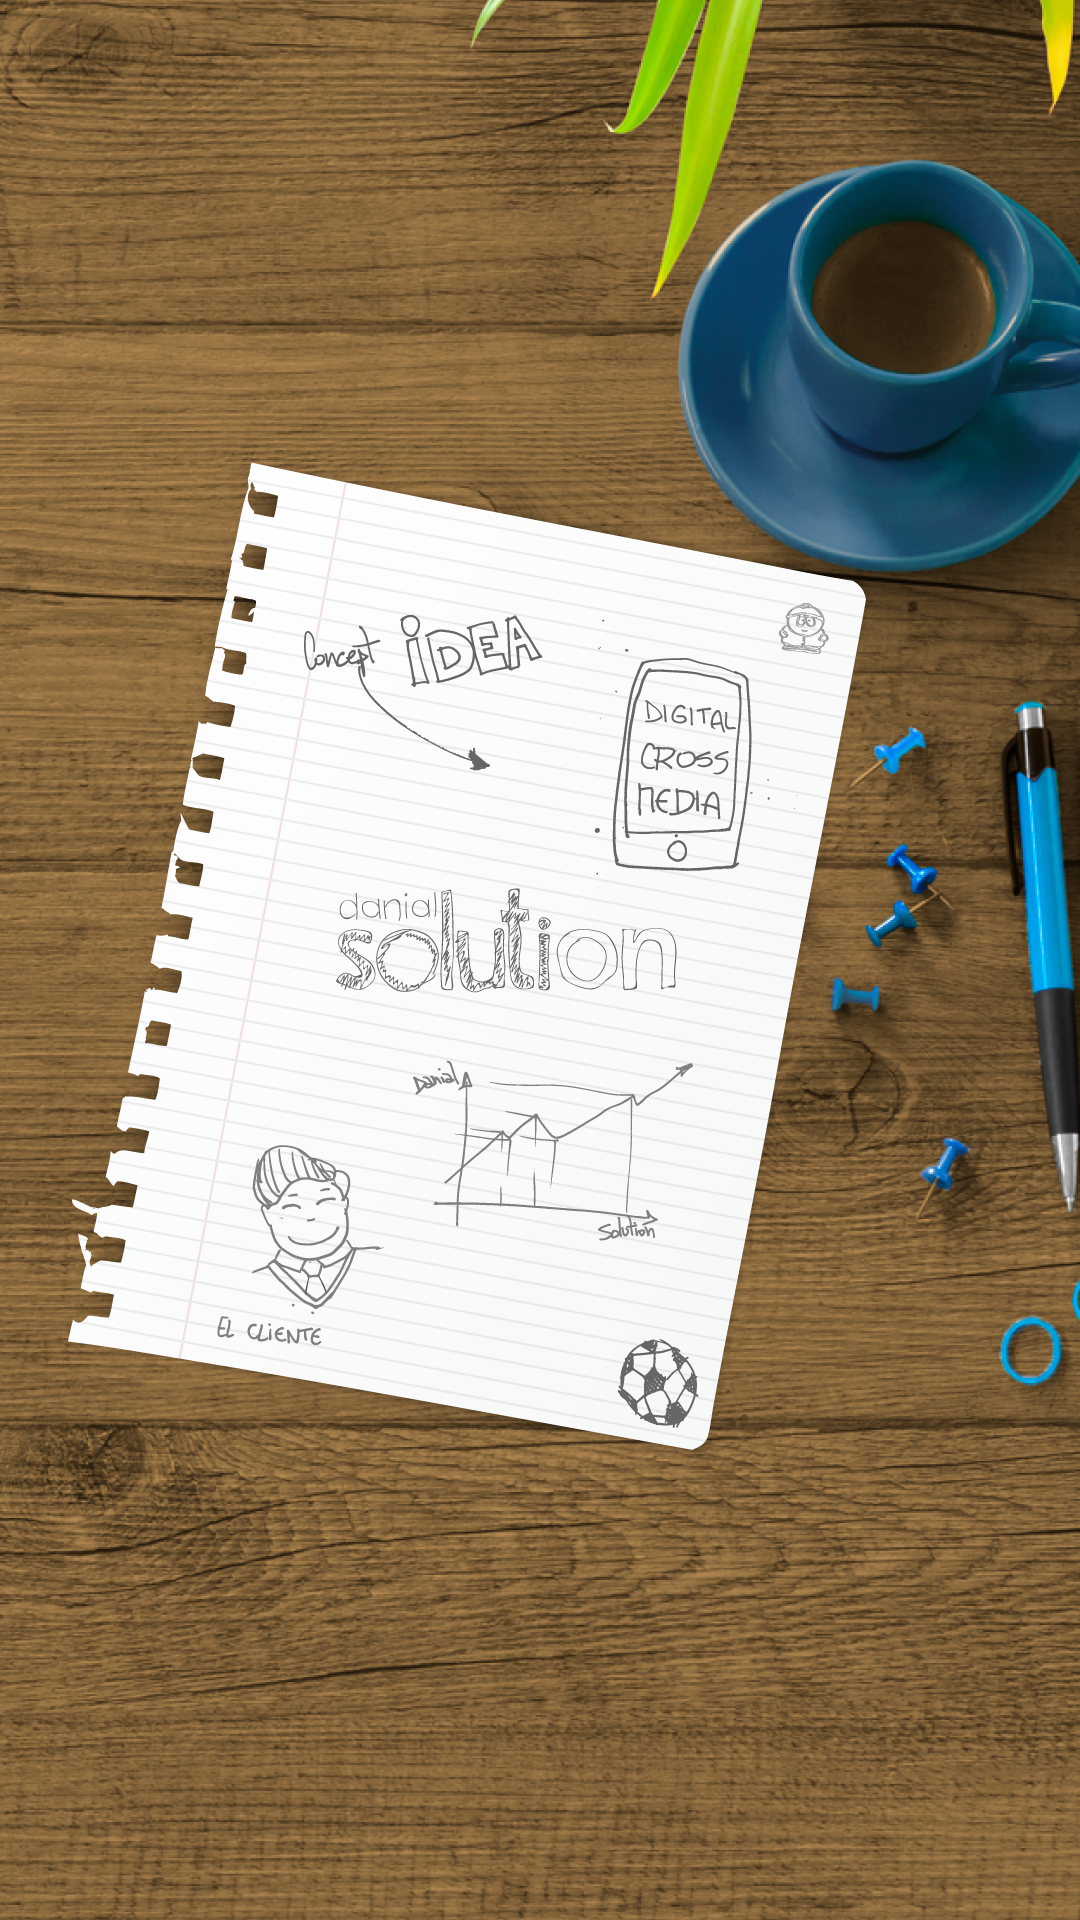 Concept iDEA
DIGITAL
CROSS
MEDIA
danial
solution
Danial
Solution
EL CLiENTE